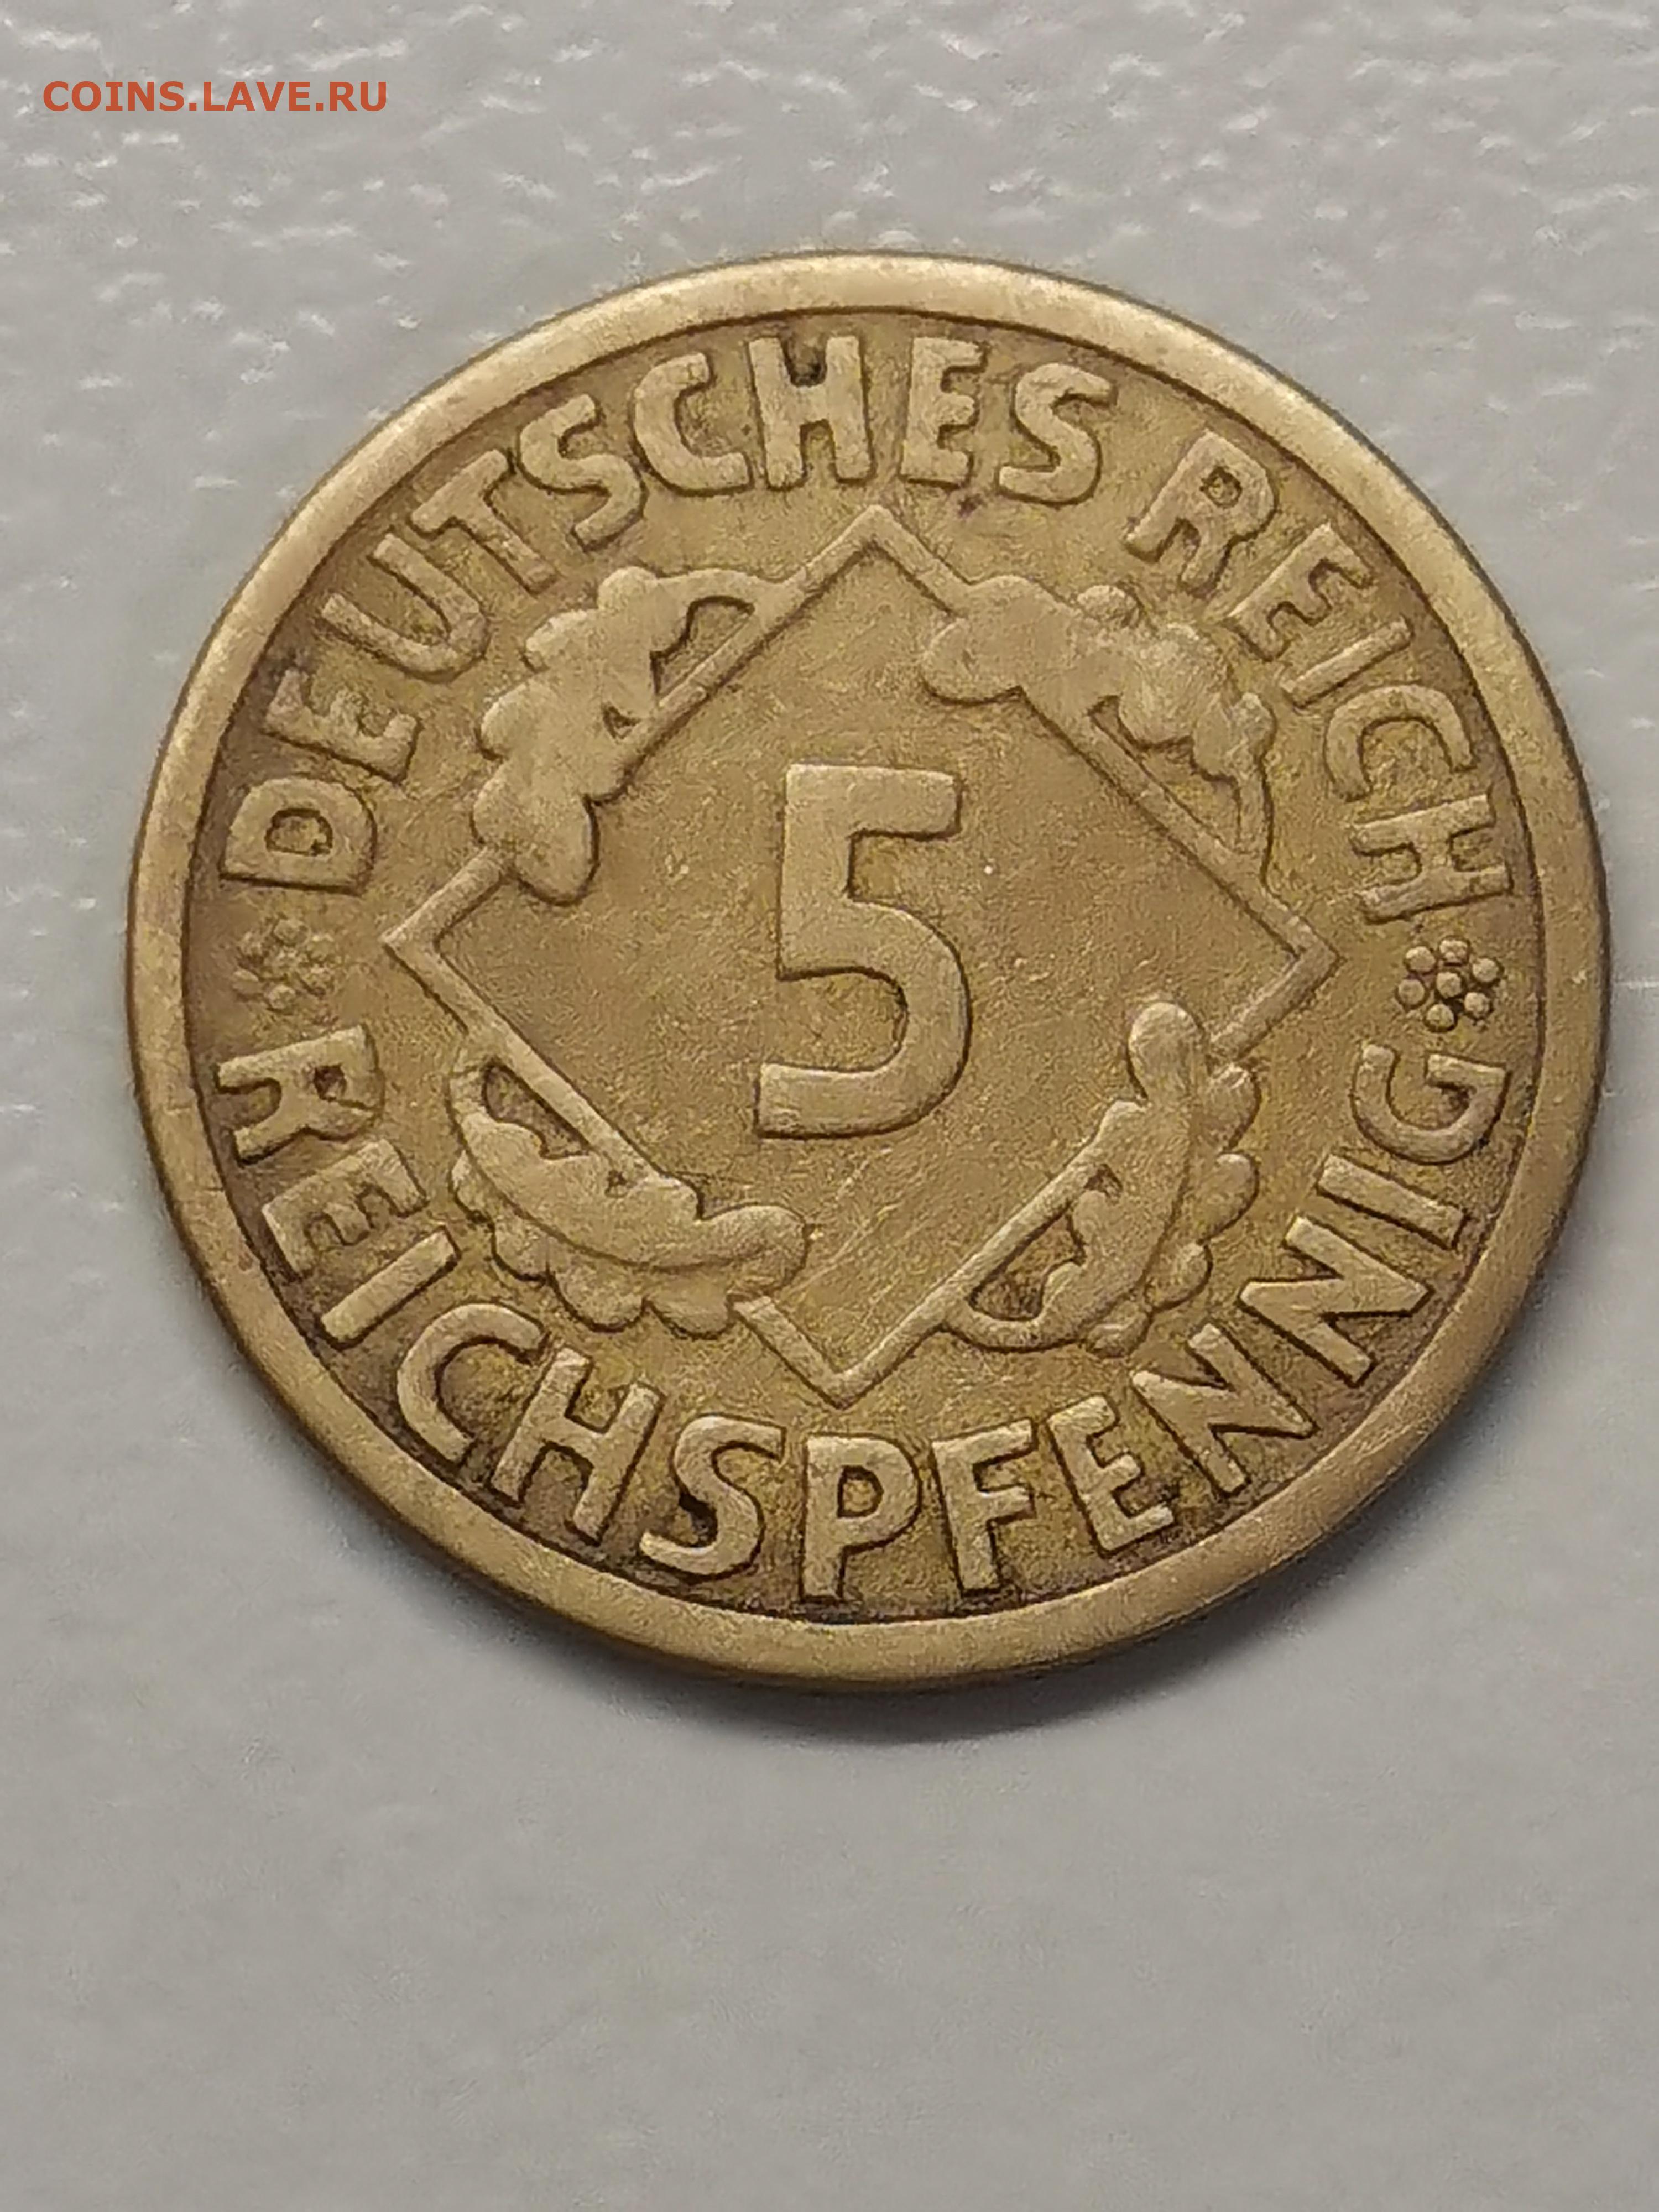 COINS.LAVE.RU
DEUTSCHES REICH
5
REICHSPFENNIG